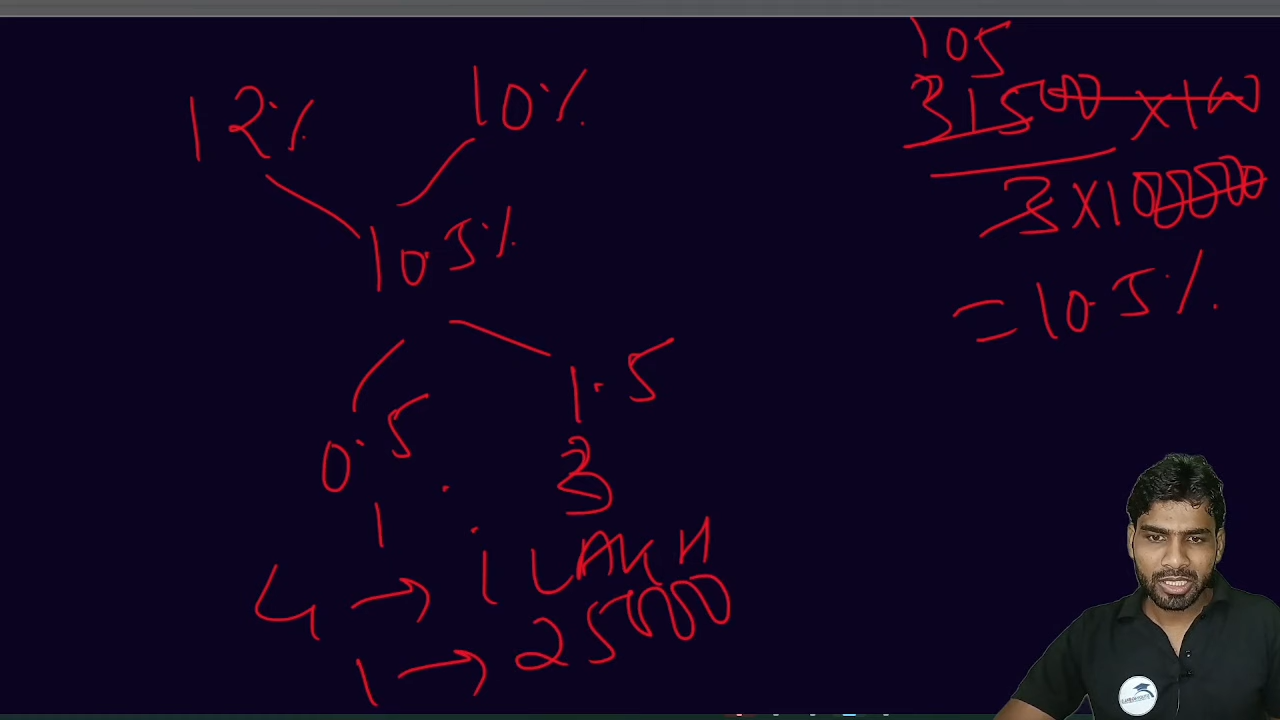 12% 10%
10.5%
0.5 1.5
1 : 3
4 → 1 LAKH
1 → 25000
105
31500 × 100
3 × 100000
= 10.5%